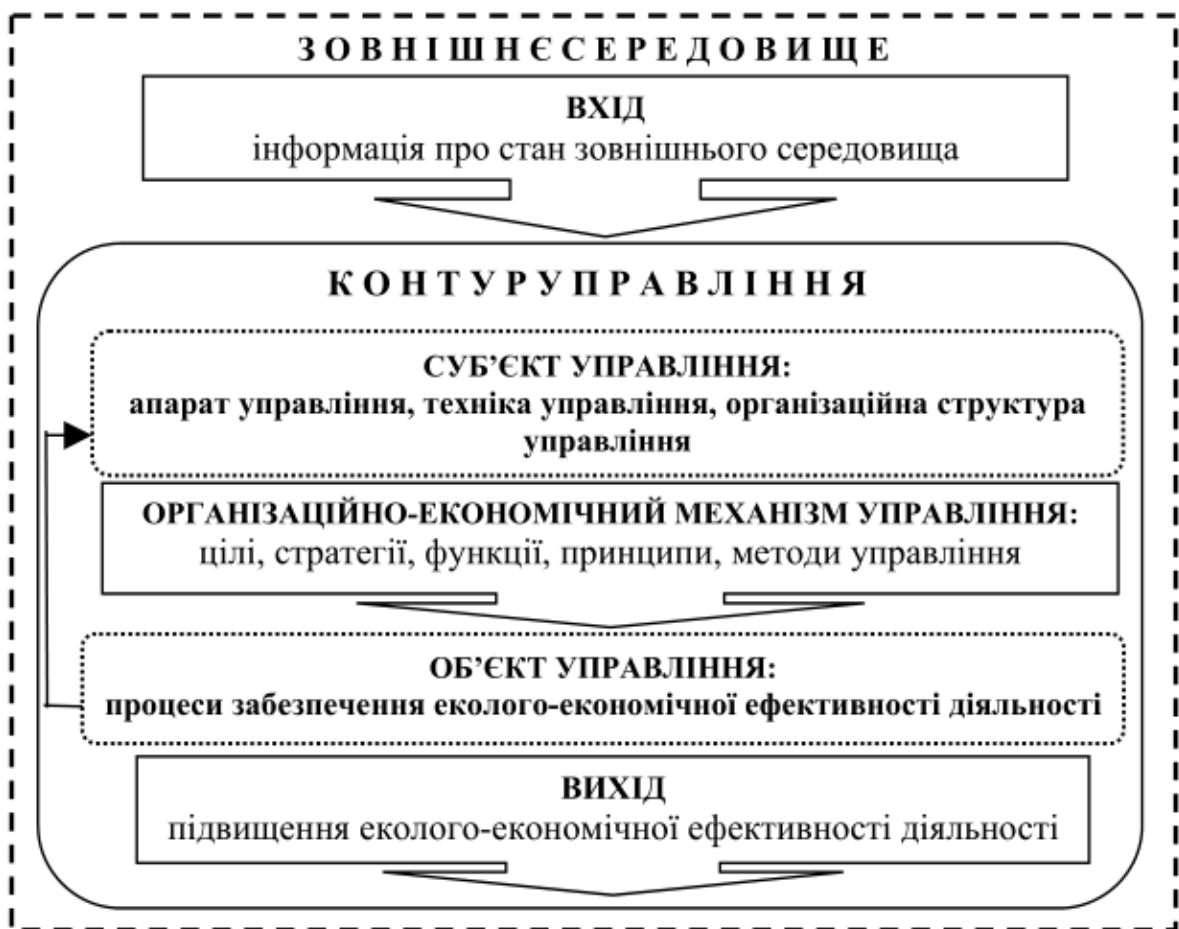 З О В Н І Ш Н Є С Е Р Е Д О В И Щ Е
ВХІД
інформація про стан зовнішнього середовища
К О Н Т У Р У П Р А В Л І Н Н Я
СУБ’ЄКТ УПРАВЛІННЯ:
апарат управління, техніка управління, організаційна структура
управління
ОРГАНІЗАЦІЙНО-ЕКОНОМІЧНИЙ МЕХАНІЗМ УПРАВЛІННЯ:
цілі, стратегії, функції, принципи, методи управління
ОБ’ЄКТ УПРАВЛІННЯ:
процеси забезпечення еколого-економічної ефективності діяльності
ВИХІД
підвищення еколого-економічної ефективності діяльності